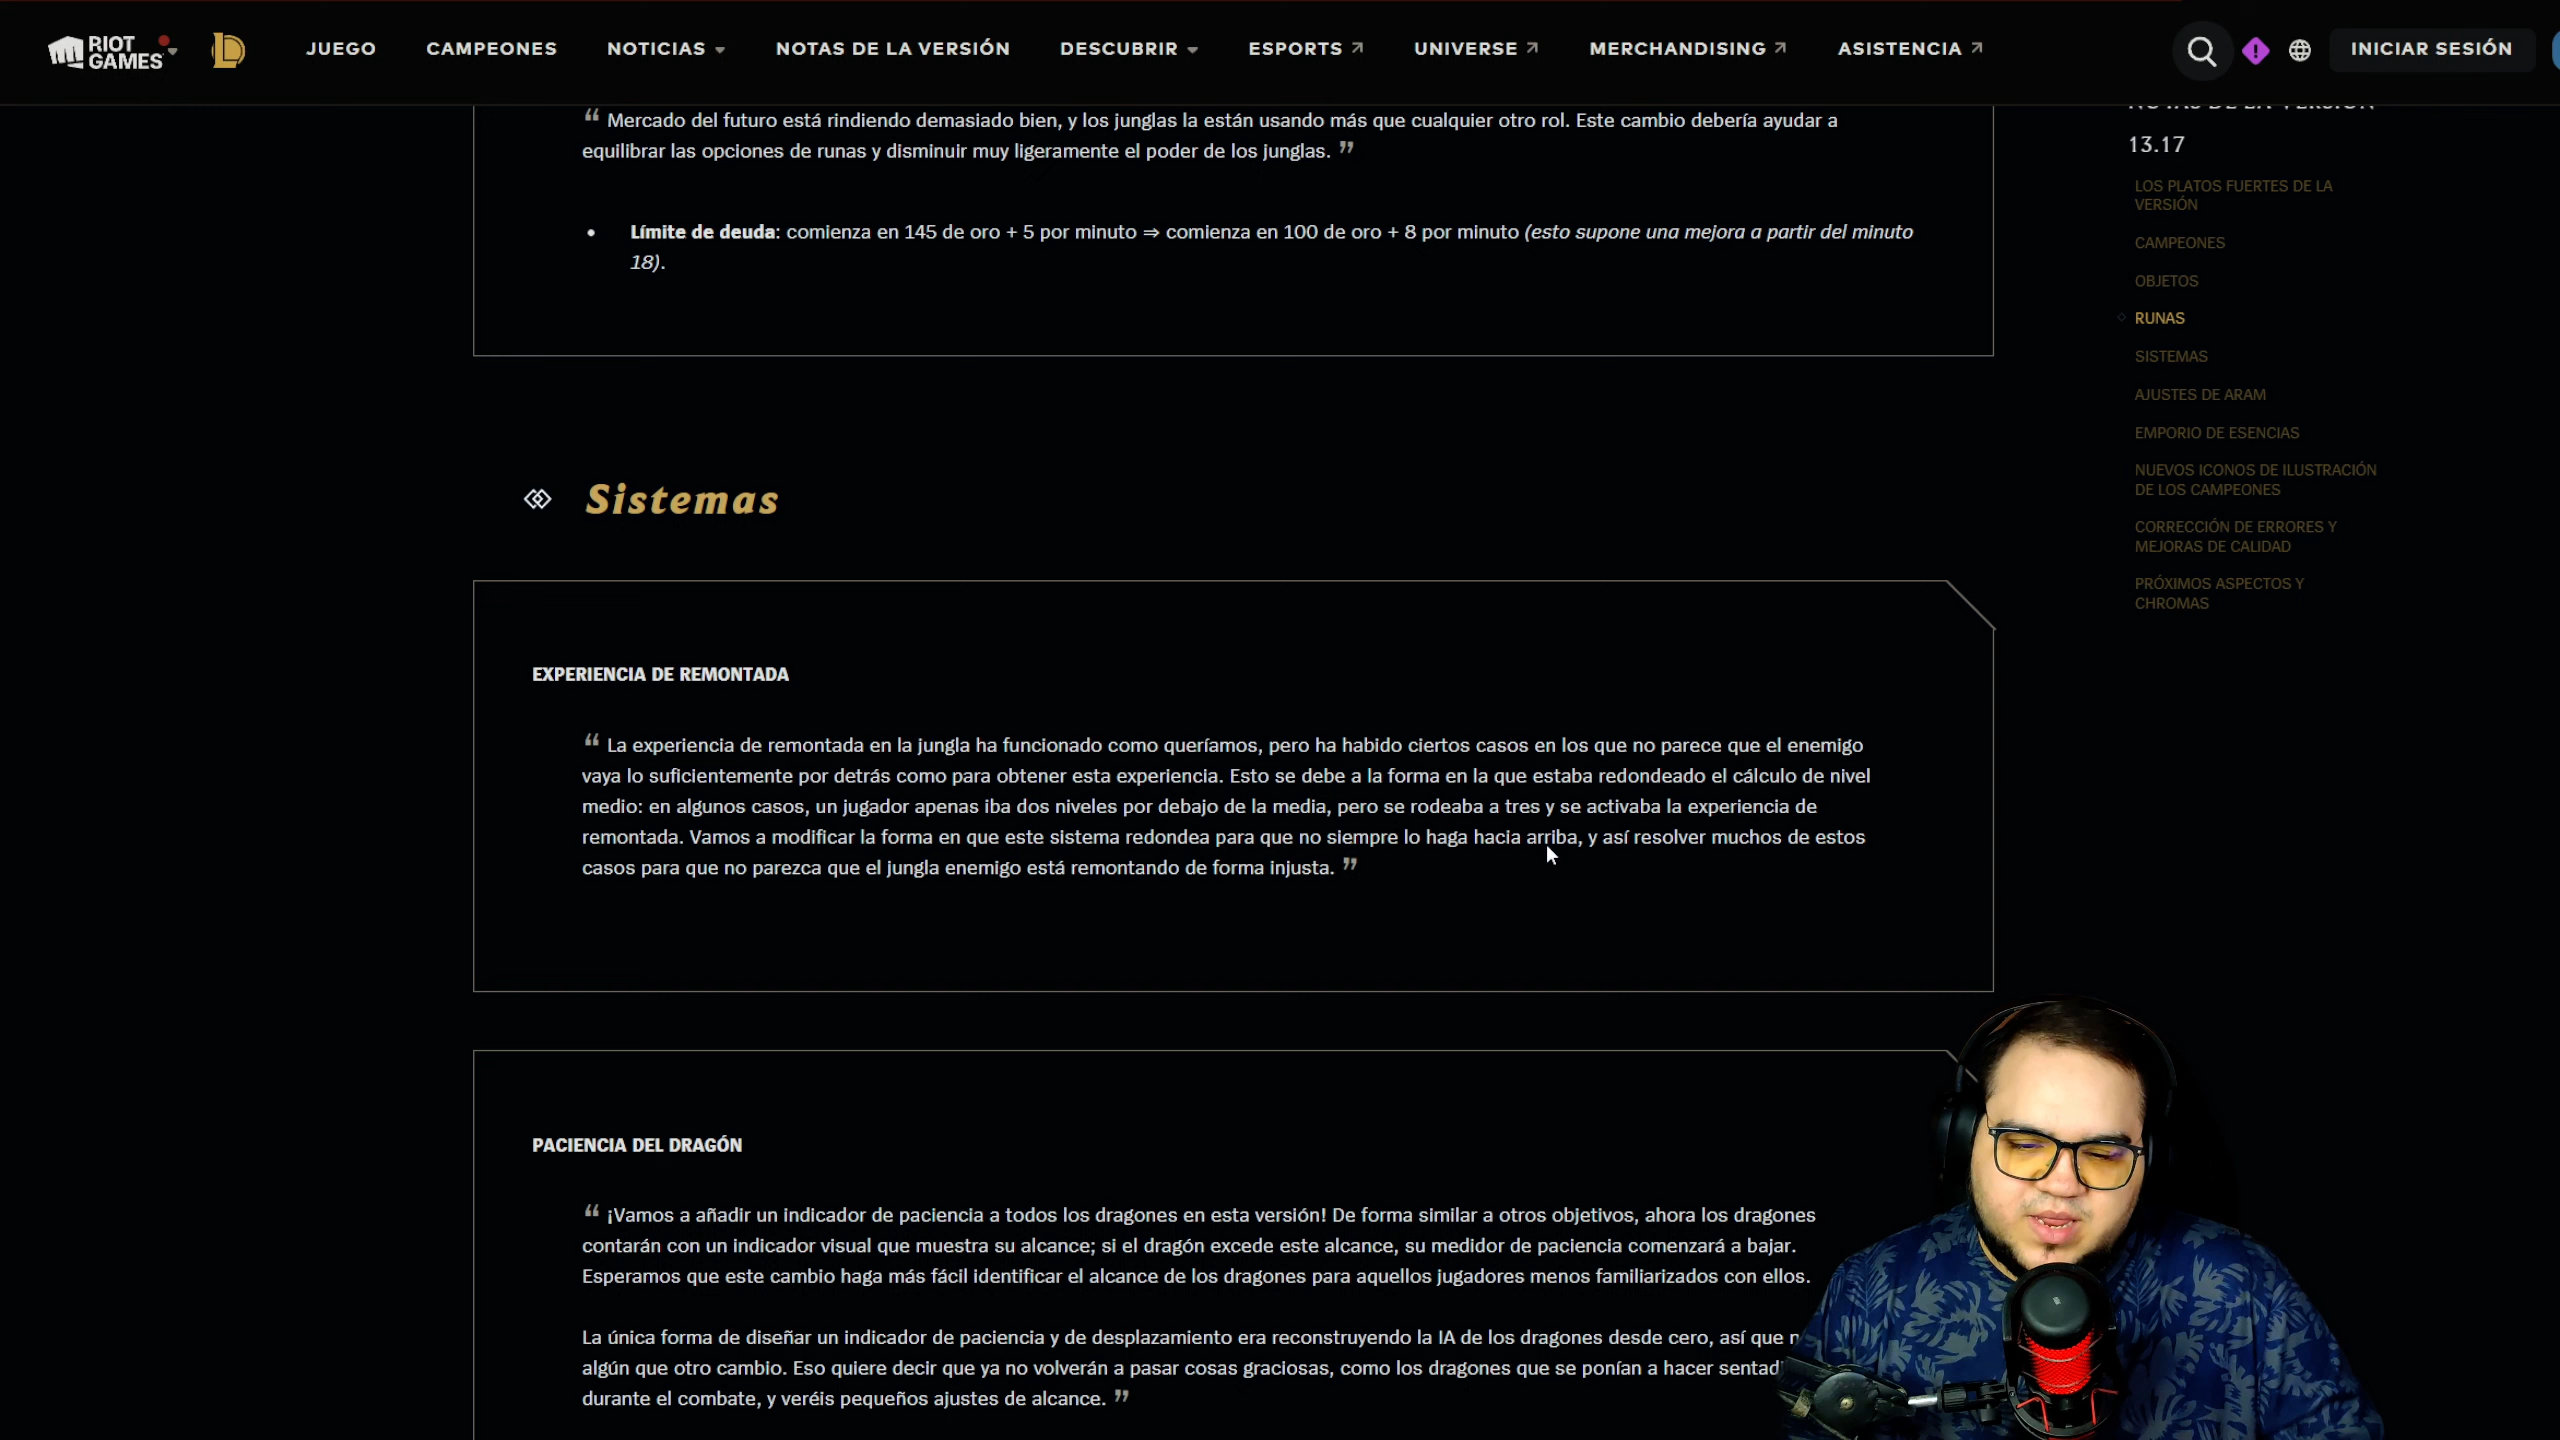 RIOT GAMES
JUEGO CAMPEONES NOTICIAS NOTAS DE LA VERSIÓN DESCUBRIR ESPORTS UNIVERSE MERCHANDISING ASISTENCIA INICIAR SESIÓN
NOTAS DE LA VERSIÓN
13.17
LOS PLATOS FUERTES DE LA
VERSIÓN
CAMPEONES
OBJETOS
RUNAS
SISTEMAS
AJUSTES DE ARAM
EMPORIO DE ESENCIAS
NUEVOS ICONOS DE ILUSTRACIÓN
DE LOS CAMPEONES
CORRECCIÓN DE ERRORES Y
MEJORAS DE CALIDAD
PRÓXIMOS ASPECTOS Y
CHROMAS
“ Mercado del futuro está rindiendo demasiado bien, y los junglas la están usando más que cualquier otro rol. Este cambio debería ayudar a
equilibrar las opciones de runas y disminuir muy ligeramente el poder de los junglas. ”
• Límite de deuda: comienza en 145 de oro + 5 por minuto ⇒ comienza en 100 de oro + 8 por minuto (esto supone una mejora a partir del minuto
18).
Sistemas
EXPERIENCIA DE REMONTADA
“ La experiencia de remontada en la jungla ha funcionado como queríamos, pero ha habido ciertos casos en los que no parece que el enemigo
vaya lo suficientemente por detrás como para obtener esta experiencia. Esto se debe a la forma en la que estaba redondeado el cálculo de nivel
medio: en algunos casos, un jugador apenas iba dos niveles por debajo de la media, pero se rodeaba a tres y se activaba la experiencia de
remontada. Vamos a modificar la forma en que este sistema redondea para que no siempre lo haga hacia arriba, y así resolver muchos de estos
casos para que no parezca que el jungla enemigo está remontando de forma injusta. ”
PACIENCIA DEL DRAGÓN
“ ¡Vamos a añadir un indicador de paciencia a todos los dragones en esta versión! De forma similar a otros objetivos, ahora los dragones
contarán con un indicador visual que muestra su alcance; si el dragón excede este alcance, su medidor de paciencia comenzará a bajar.
Esperamos que este cambio haga más fácil identificar el alcance de los dragones para aquellos jugadores menos familiarizados con ellos.
La única forma de diseñar un indicador de paciencia y de desplazamiento era reconstruyendo la IA de los dragones desde cero, así que
algún que otro cambio. Eso quiere decir que ya no volverán a pasar cosas graciosas, como los dragones que se ponían a hacer
durante el combate, y veréis pequeños ajustes de alcance. ”